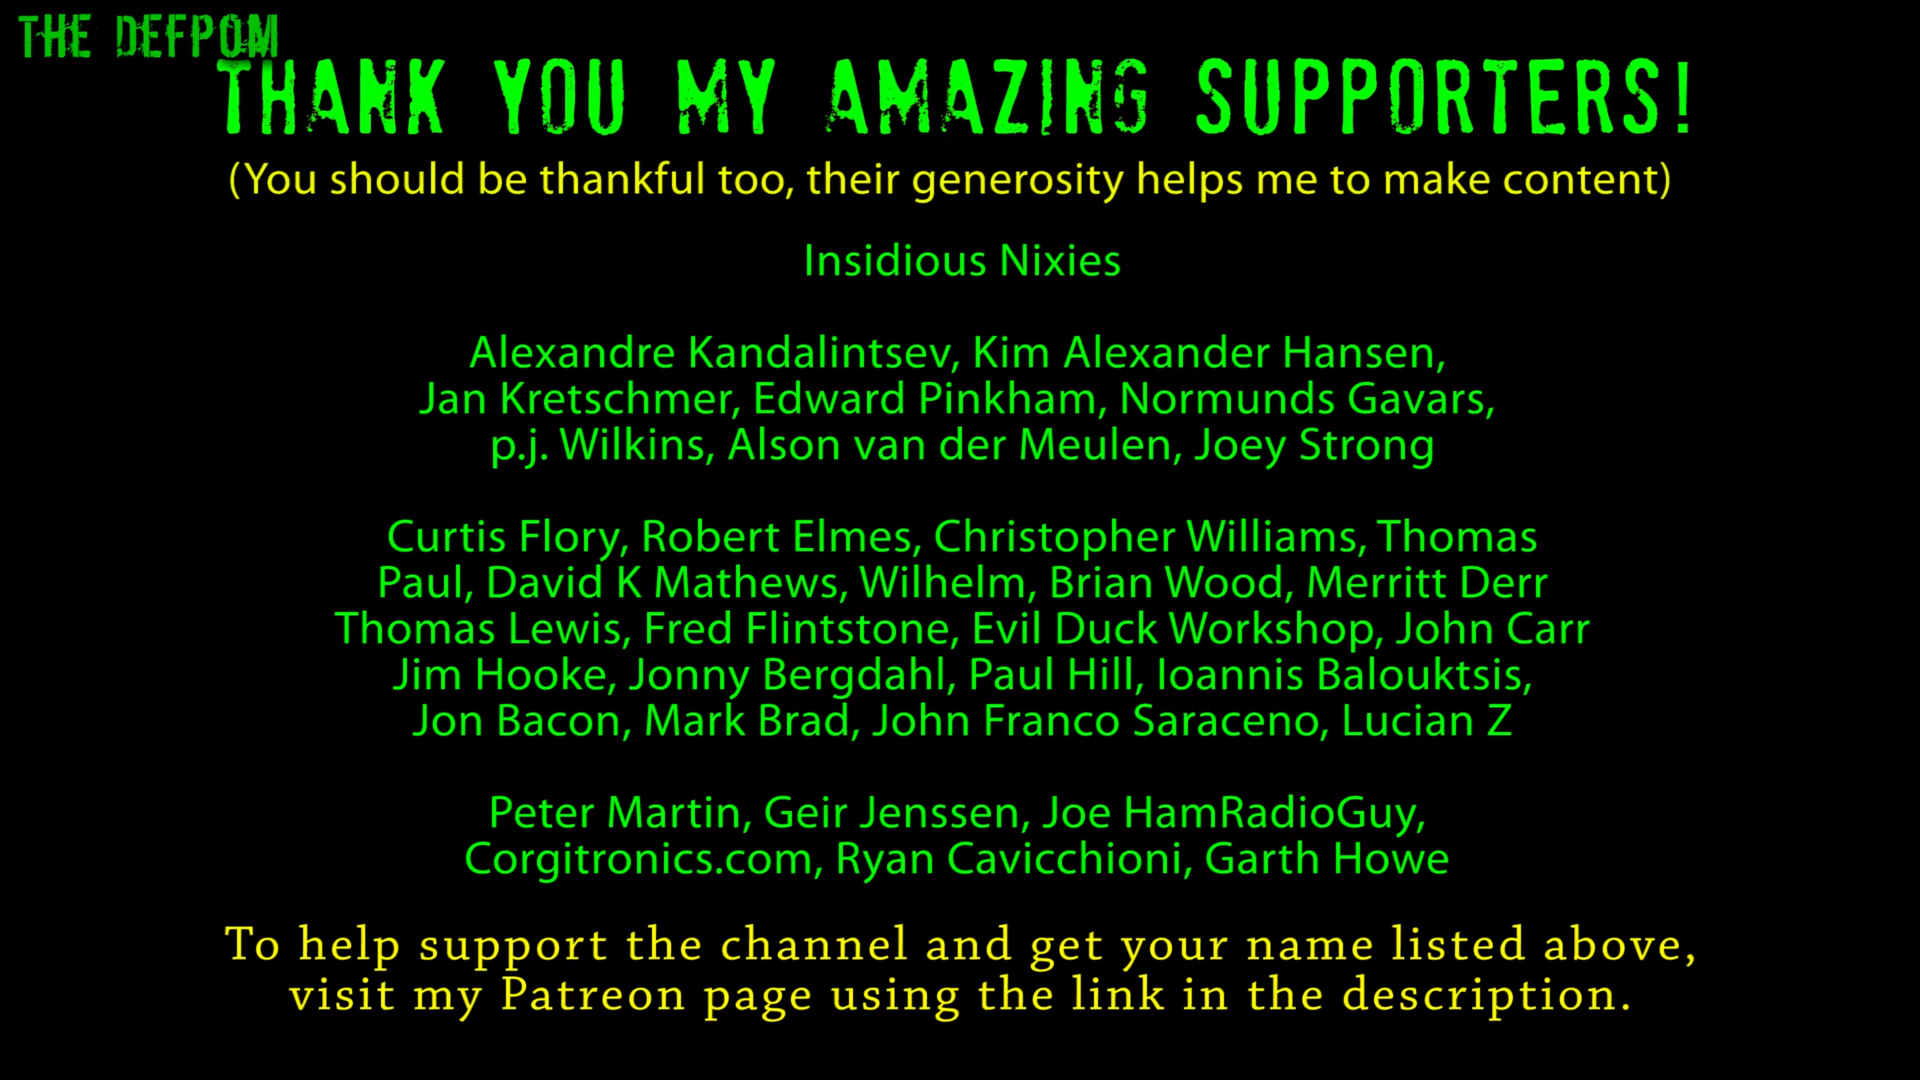 THE DEFPOM
THANK YOU MY AMAZING SUPPORTERS!
(You should be thankful too, their generosity helps me to make content)
Insidious Nixies
Alexandre Kandalintsev, Kim Alexander Hansen,
Jan Kretschmer, Edward Pinkham, Normunds Gavars,
p.j. Wilkins, Alson van der Meulen, Joey Strong
Curtis Flory, Robert Elmes, Christopher Williams, Thomas
Paul, David K Mathews, Wilhelm, Brian Wood, Merritt Derr
Thomas Lewis, Fred Flintstone, Evil Duck Workshop, John Carr
Jim Hooke, Jonny Bergdahl, Paul Hill, Ioannis Balouktsis,
Jon Bacon, Mark Brad, John Franco Saraceno, Lucian Z
Peter Martin, Geir Jenssen, Joe HamRadioGuy,
Corgitronics.com, Ryan Cavicchioni, Garth Howe
To help support the channel and get your name listed above,
visit my Patreon page using the link in the description.